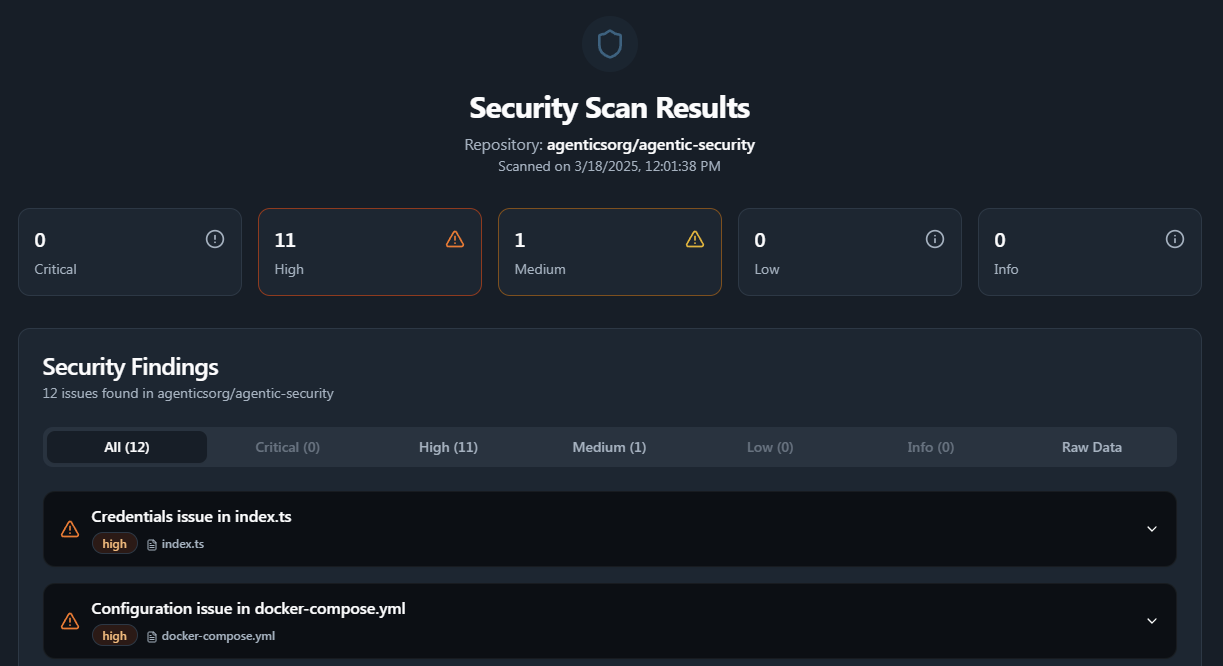 Security Scan Results
Repository: agenticsorg/agentic-security
Scanned on 3/18/2025, 12:01:38 PM
0
Critical
11
High
1
Medium
0
Low
0
Info
Security Findings
12 issues found in agenticsorg/agentic-security
All (12) Critical (0) High (11) Medium (1) Low (0) Info (0) Raw Data
Credentials issue in index.ts
high index.ts
Configuration issue in docker-compose.yml
high docker-compose.yml